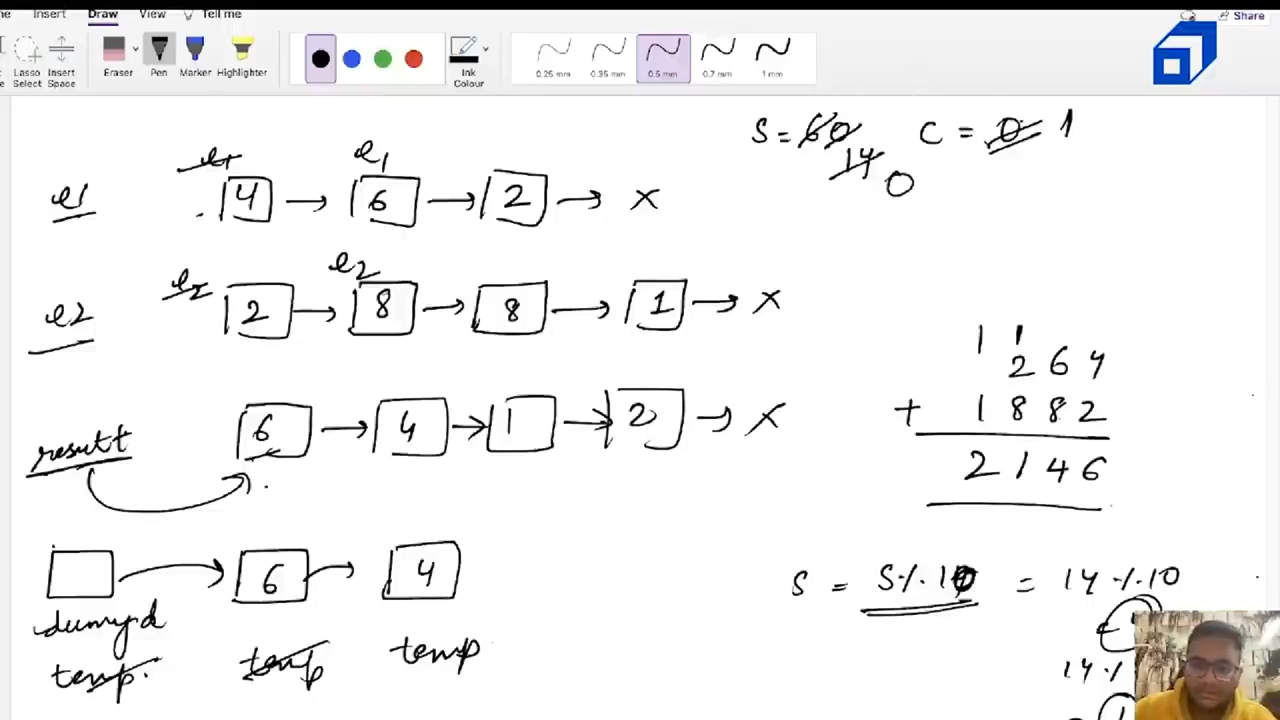 Insert Draw View Tell me Share
Lasso Select Insert Space Eraser Pen Marker Highlighter Ink Colour 0.25 mm 0.35 mm 0.5 mm 0.7 mm 1 mm
S = 60 14 0 C = 0 1
l1 l1
l1 4 → 6 → 2 → x
l2 l2
l2 2 → 8 → 8 → 1 → x
1 1
2 6 4
+ 1 8 8 2
2 1 4 6
result 6 → 4 → 1 → 2 → x
6 → 4
dumyd
temp. temp temp
S = S % 10 = 14 % 10
14 %